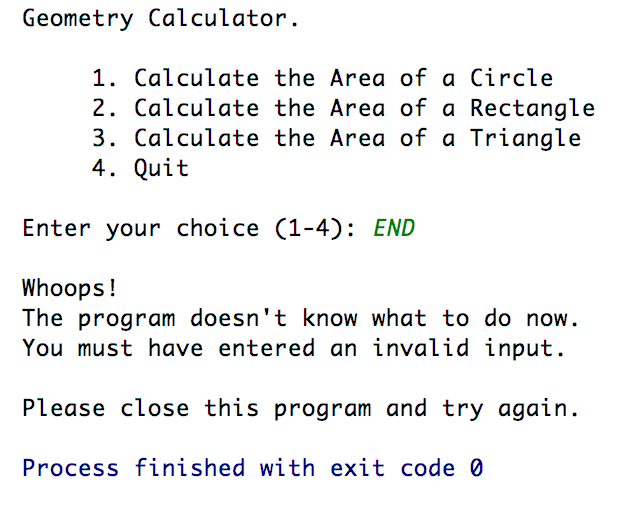 Geometry Calculator.
1. Calculate the Area of a Circle
2. Calculate the Area of a Rectangle
3. Calculate the Area of a Triangle
4. Quit
Enter your choice (1-4): END
Whoops!
The program doesn't know what to do now.
You must have entered an invalid input.
Please close this program and try again.
Process finished with exit code 0